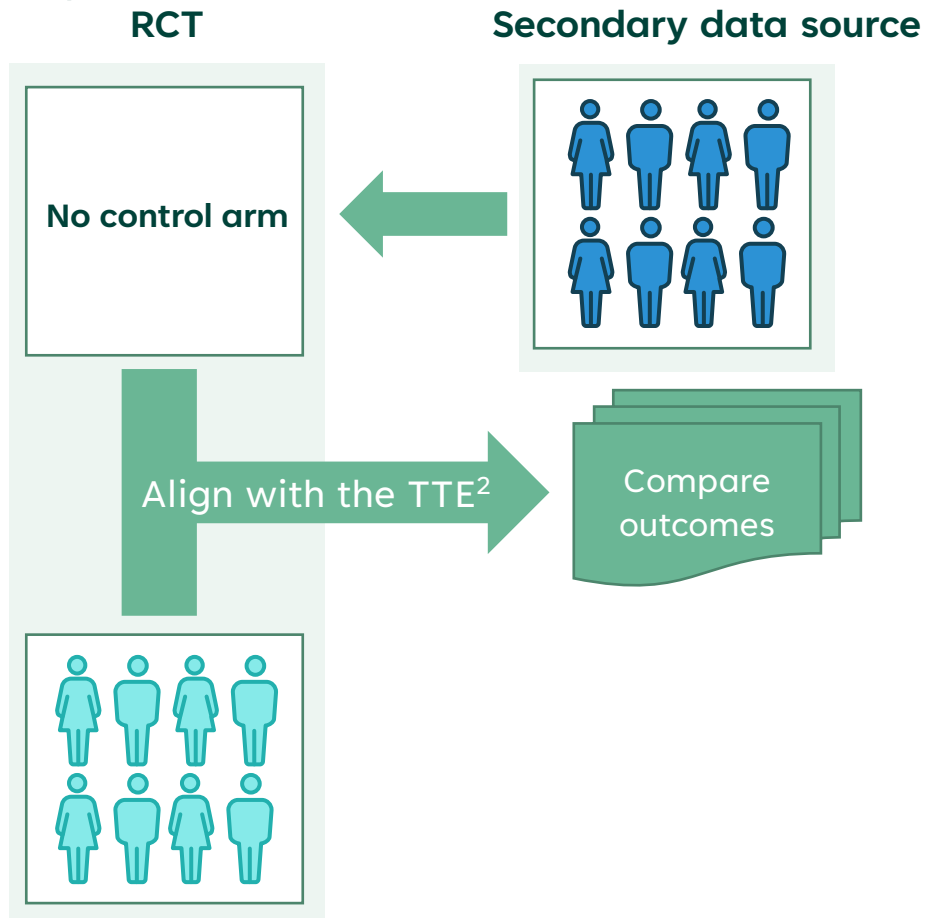 RCT
Secondary data source
No control arm
Align with the TTE²
Compare
outcomes